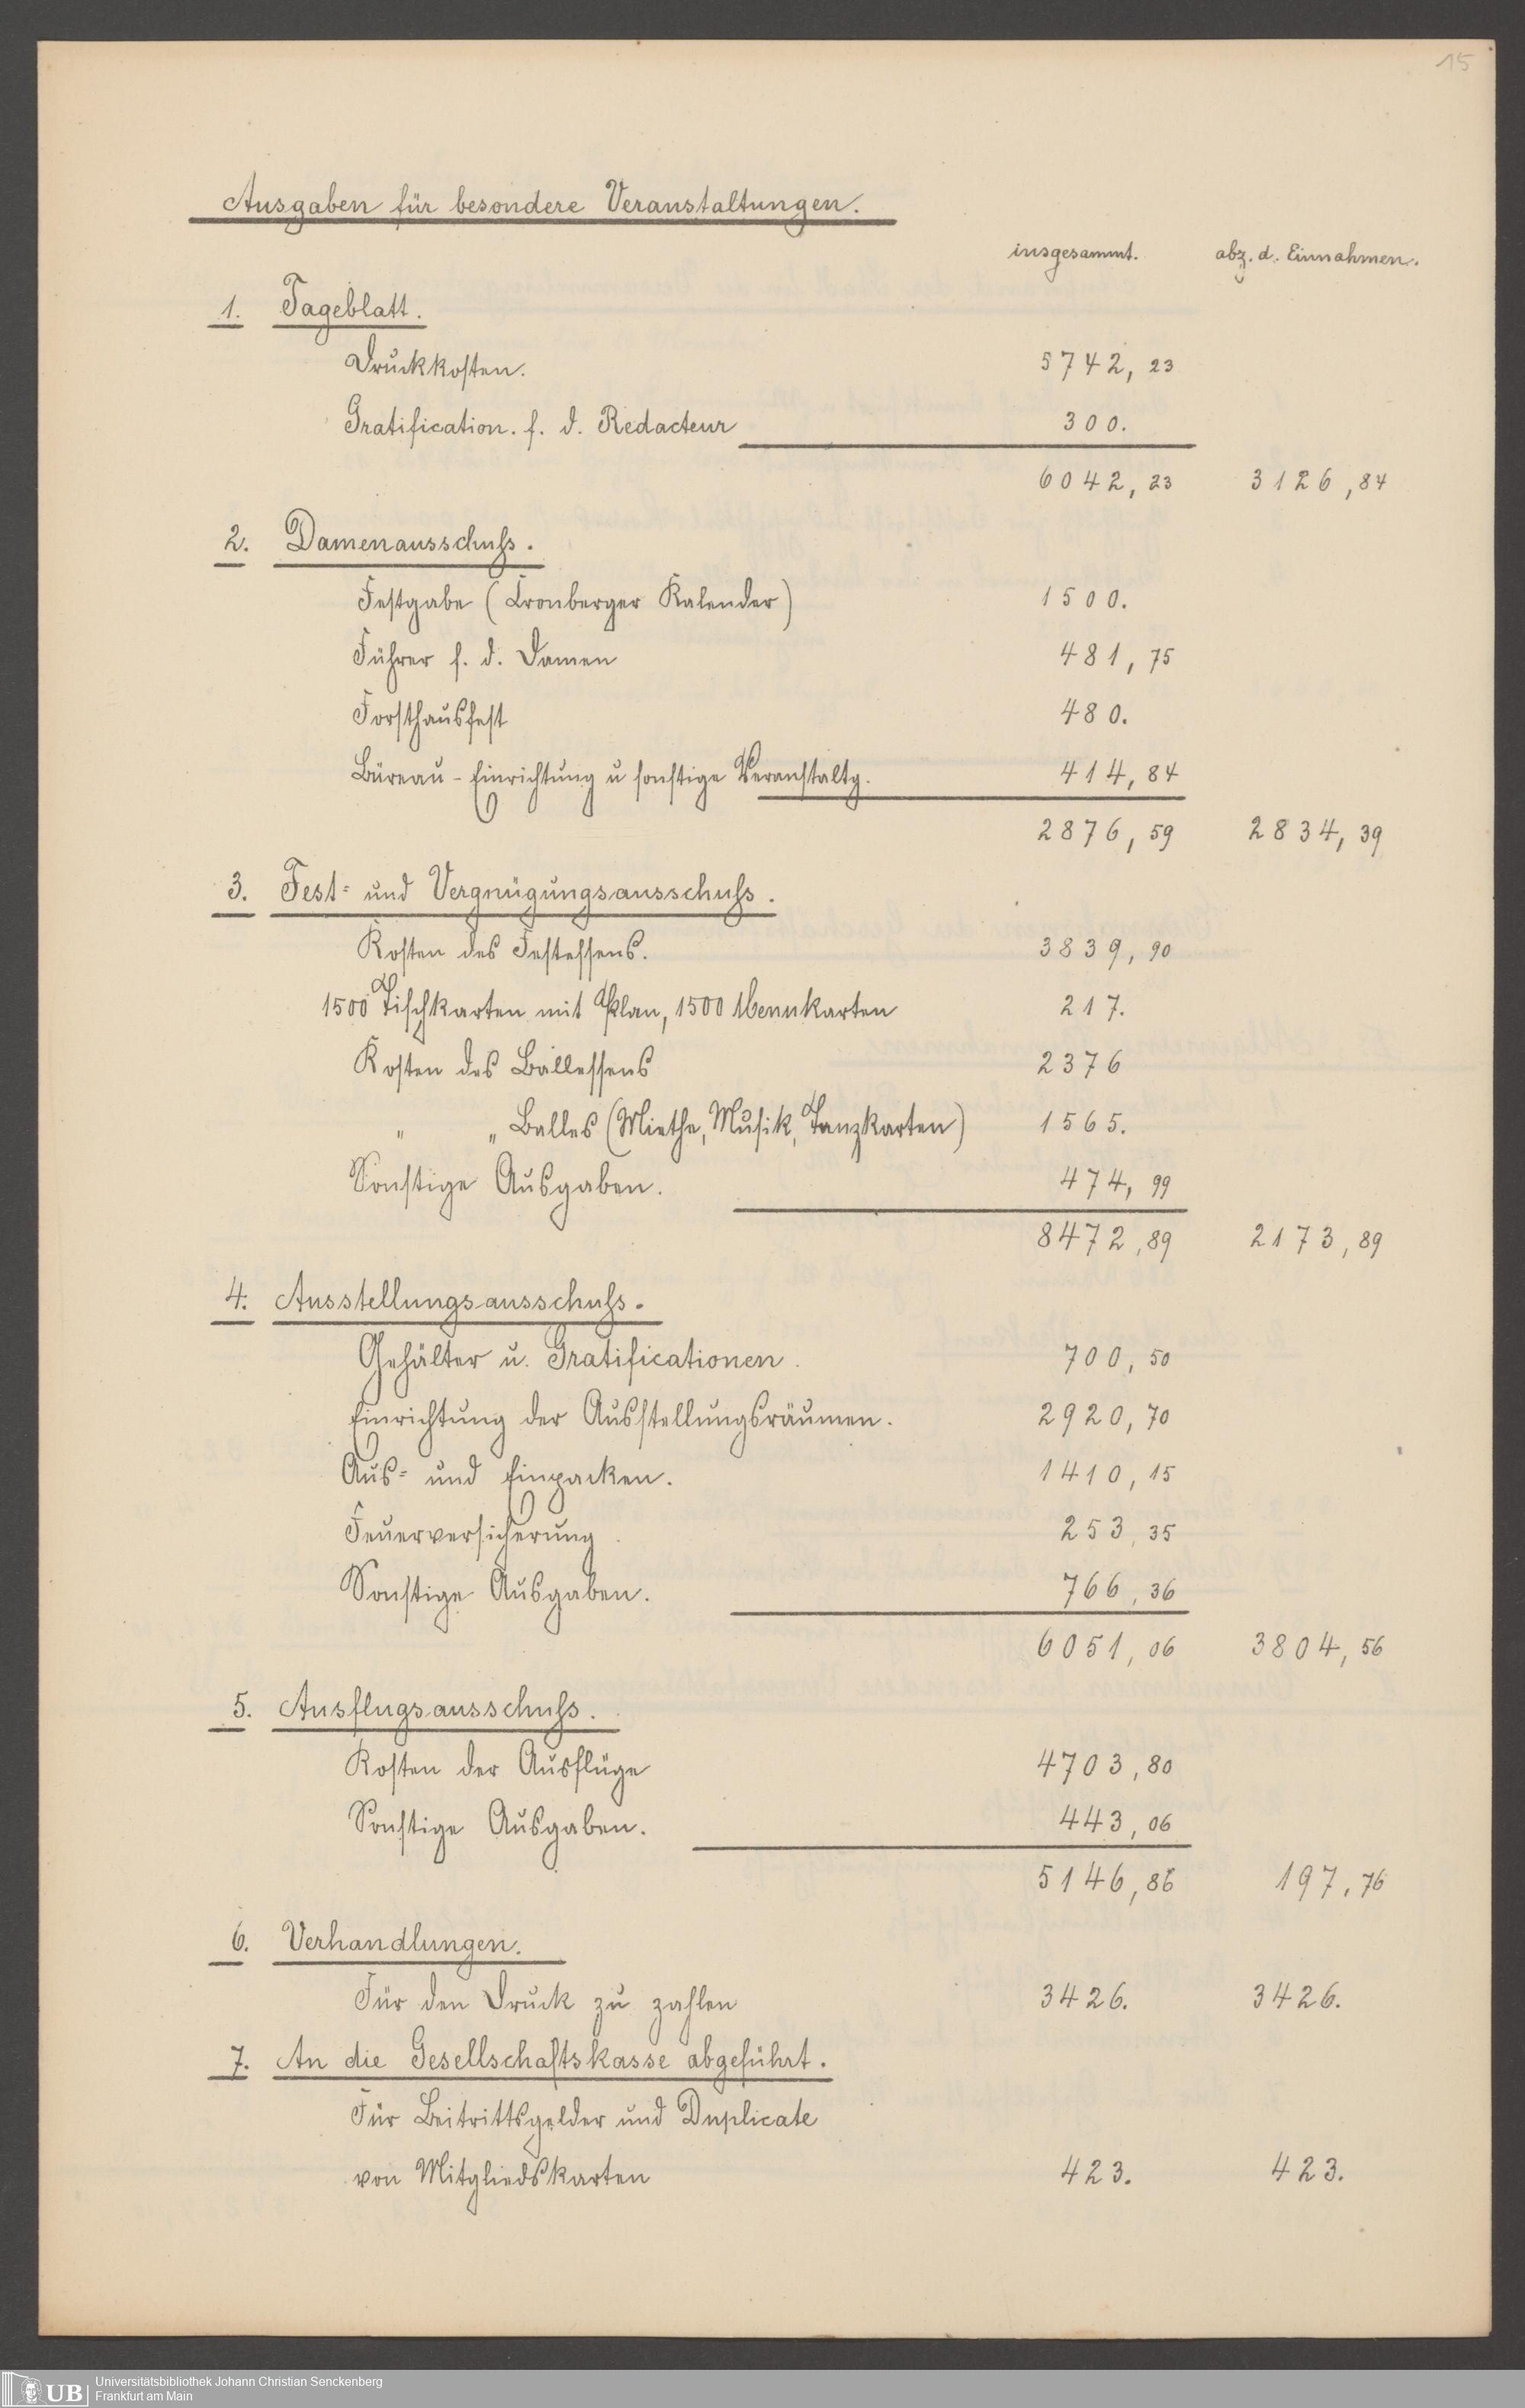 15
Ausgaben für besondere Veranstaltungen.
insgesammt. abz. d. Einnahmen.
1. Tageblatt.
Druckkosten. 5742,23
Gratification. f. d. Redacteur 300.
6042,23 3126,84
2. Damenausschuß.
Festgabe (Cronberger Kalender) 1500.
Führer f. d. Damen 481,75
Forsthausfest 480.
Büreau-Einrichtung u sonstige Veranstaltg. 414,84
2876,59 2834,39
3. Fest- und Vergnügungsausschuß.
Kosten des Festessens. 3839,90
1500 Tischkarten mit Plan, 1500 Menukarten 217.
Kosten des Ballessens 2376
" " Balles (Miethe, Musik, Tanzkarten) 1565.
Sonstige Ausgaben. 474,99
8472,89 2173,89
4. Ausstellungsausschuß.
Gehälter u. Gratificationen. 700,50
Einrichtung der Ausstellungsräumen. 2920,70
Aus- und Einpacken. 1410,15
Feuerversicherung. 253,35
Sonstige Ausgaben. 766,36
6051,06 3804,56
5. Ausflugsausschuß.
Kosten der Ausflüge 4703,80
Sonstige Ausgaben. 443,06
5146,86 197,76
6. Verhandlungen.
Für den Druck zu zahlen 3426. 3426.
7. An die Gesellschaftskasse abgeführt.
Für Beitrittsgelder und Duplicate
von Mitgliedskarten 423. 423.
UB Universitätsbibliothek Johann Christian Senckenberg
Frankfurt am Main